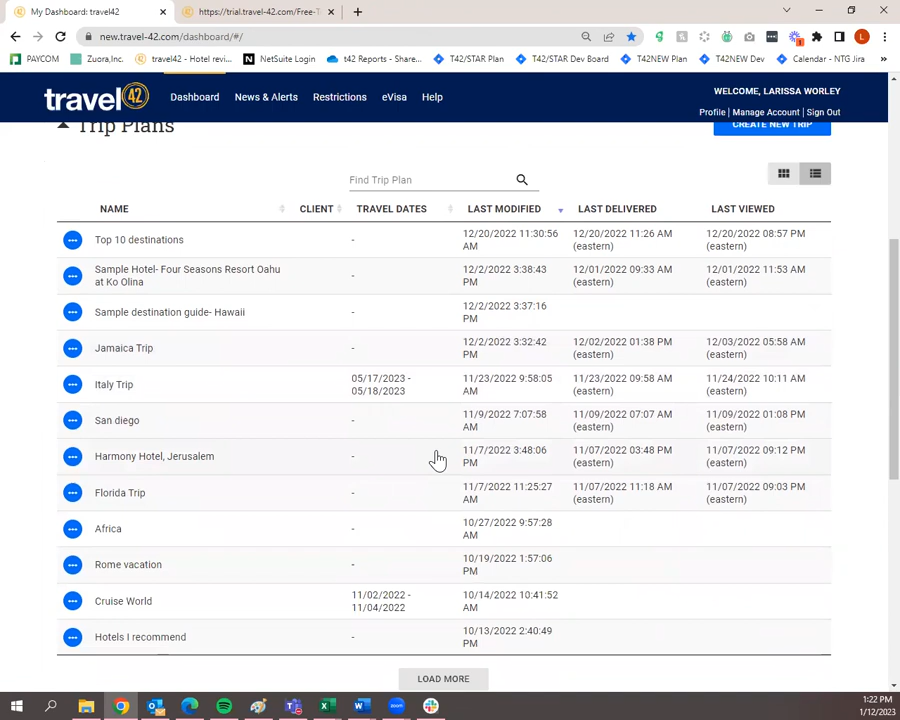 My Dashboard: travel42
https://trial.travel-42.com/Free-T
new.travel-42.com/dashboard/#/
PAYCOM
Zuora,Inc.
travel42 - Hotel revi...
NetSuite Login
t42 Reports - Share...
T42/STAR Plan
T42/STAR Dev Board
T42NEW Plan
T42NEW Dev
Calendar - NTG Jira
travel42
Dashboard
News & Alerts
Restrictions
eVisa
Help
WELCOME, LARISSA WORLEY
Profile | Manage Account | Sign Out
Trip Plans
CREATE NEW TRIP
Find Trip Plan
NAME CLIENT TRAVEL DATES LAST MODIFIED LAST DELIVERED LAST VIEWED
Top 10 destinations - 12/20/2022 11:30:56 12/20/2022 11:26 AM 12/20/2022 08:57 PM
AM (eastern) (eastern)
Sample Hotel- Four Seasons Resort Oahu - 12/2/2022 3:38:43 12/01/2022 09:33 AM 12/01/2022 11:53 AM
at Ko Olina PM (eastern) (eastern)
Sample destination guide- Hawaii - 12/2/2022 3:37:16
PM
Jamaica Trip - 12/2/2022 3:32:42 12/02/2022 01:38 PM 12/03/2022 05:58 AM
PM (eastern) (eastern)
Italy Trip 05/17/2023 - 11/23/2022 9:58:05 11/23/2022 09:58 AM 11/24/2022 10:11 AM
05/18/2023 AM (eastern) (eastern)
San diego - 11/9/2022 7:07:58 11/09/2022 07:07 AM 11/09/2022 01:08 PM
AM (eastern) (eastern)
Harmony Hotel, Jerusalem - 11/7/2022 3:48:06 11/07/2022 03:48 PM 11/07/2022 09:12 PM
PM (eastern) (eastern)
Florida Trip - 11/7/2022 11:25:27 11/07/2022 11:18 AM 11/07/2022 09:03 PM
AM (eastern) (eastern)
Africa - 10/27/2022 9:57:28
AM
Rome vacation - 10/19/2022 1:57:06
PM
Cruise World 11/02/2022 - 10/14/2022 10:41:52
11/04/2022 AM
Hotels I recommend - 10/13/2022 2:40:49
PM
LOAD MORE
1:22 PM
1/12/2023